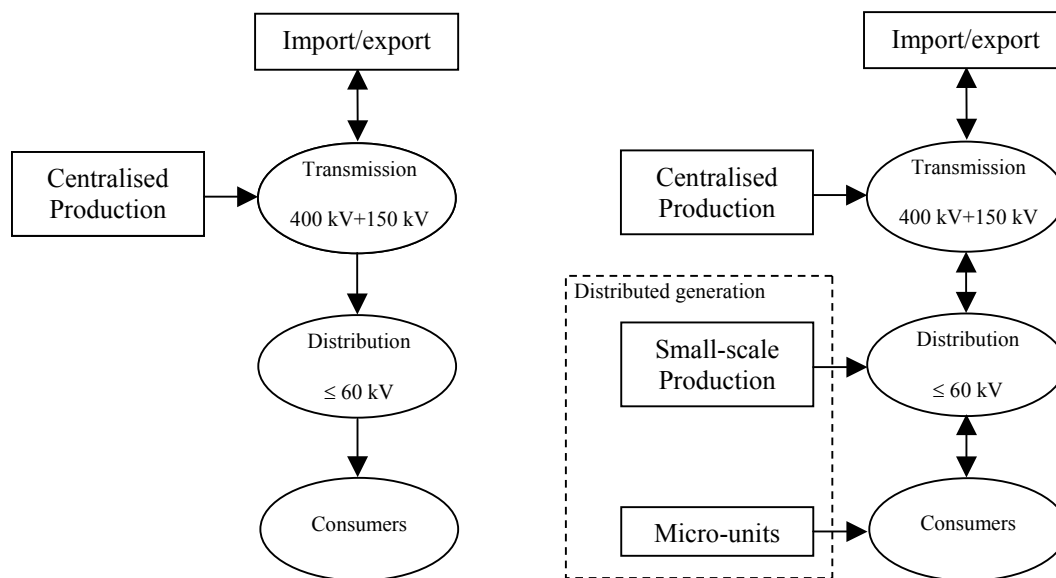 Import/export
Centralised
Production
Transmission
400 kV+150 kV
Distribution
≤ 60 kV
Consumers
Import/export
Centralised
Production
Transmission
400 kV+150 kV
Distributed generation
Small-scale
Production
Distribution
≤ 60 kV
Micro-units
Consumers